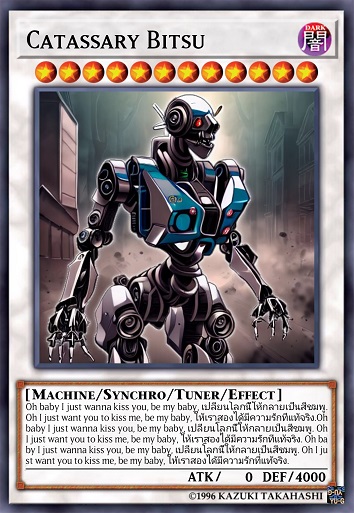 CATASSARY BITSU
DARK
闇
[MACHINE/SYNCHRO/TUNER/EFFECT]
Oh baby I just wanna kiss you, be my baby, เปลี่ยนโลกนี้ให้กลายเป็นสีชมพู.
Oh I just want you to kiss me, be my baby, ให้เราสองได้มีความรักที่แท้จริง.Oh
baby I just wanna kiss you, be my baby, เปลี่ยนโลกนี้ให้กลายเป็นสีชมพู. Oh
I just want you to kiss me, be my baby, ให้เราสองได้มีความรักที่แท้จริง. Oh ba
by I just wanna kiss you, be my baby, เปลี่ยนโลกนี้ให้กลายเป็นสีชมพู. Oh I ju
st want you to kiss me, be my baby, ให้เราสองได้มีความรักที่แท้จริง.
ATK/ 0 DEF/4000
©1996 KAZUKI TAKAHASHI